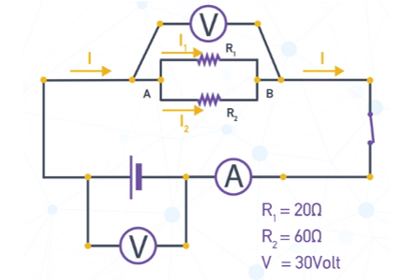 V
I
I₁
R₁
I
A
B
R₂
I₂
A
V
R₁ = 20Ω
R₂ = 60Ω
V = 30Volt